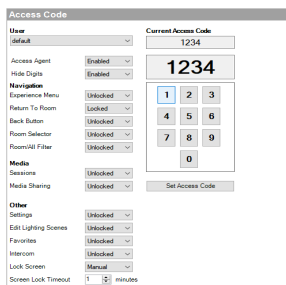 Access Code
User
default
Access Agent Enabled
Hide Digits Enabled
Navigation
Experience Menu Unlocked
Return To Room Locked
Back Button Unlocked
Room Selector Unlocked
Room/All Filter Unlocked
Media
Sessions Unlocked
Media Sharing Unlocked
Other
Settings Unlocked
Edit Lighting Scenes Unlocked
Favorites Unlocked
Intercom Unlocked
Lock Screen Manual
Screen Lock Timeout 1 minutes
Current Access Code
1234
1234
1 2 3
4 5 6
7 8 9
0
Set Access Code